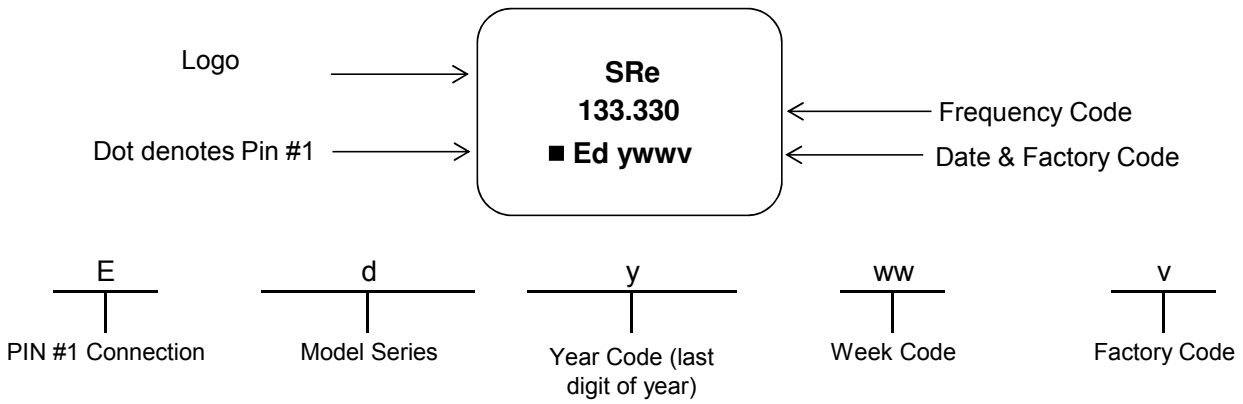 Logo
SRe
133.330
Frequency Code
Dot denotes Pin #1
■ Ed ywwv
Date & Factory Code
E
d
y
ww
v
PIN #1 Connection
Model Series
Year Code (last
digit of year)
Week Code
Factory Code